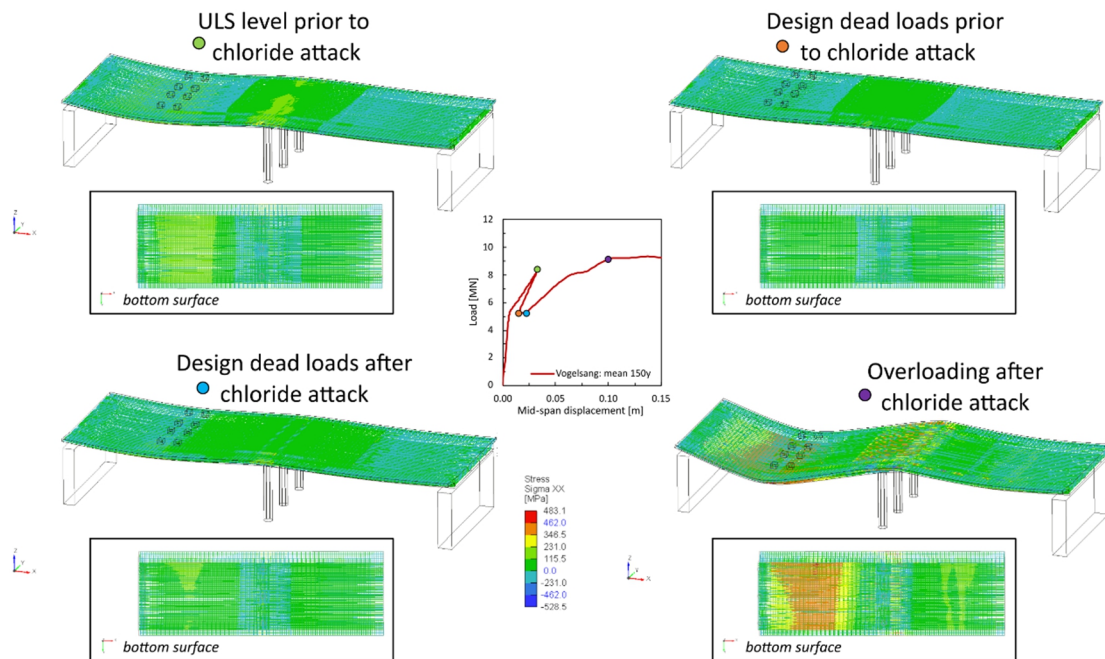 ULS level prior to
chloride attack
Design dead loads prior
to chloride attack
Z
Y
X
bottom surface
bottom surface
12
10
8
6
4
2
0
Load [MN]
Vogelsang: mean 150y
0.00
0.05
0.10
0.15
Mid-span displacement [m]
Design dead loads after
chloride attack
Overloading after
chloride attack
Stress
Sigma XX
[MPa]
483.1
462.0
346.5
231.0
115.5
0.0
-231.0
-462.0
-528.5
Z
Y
X
Z
Y
X
bottom surface
bottom surface